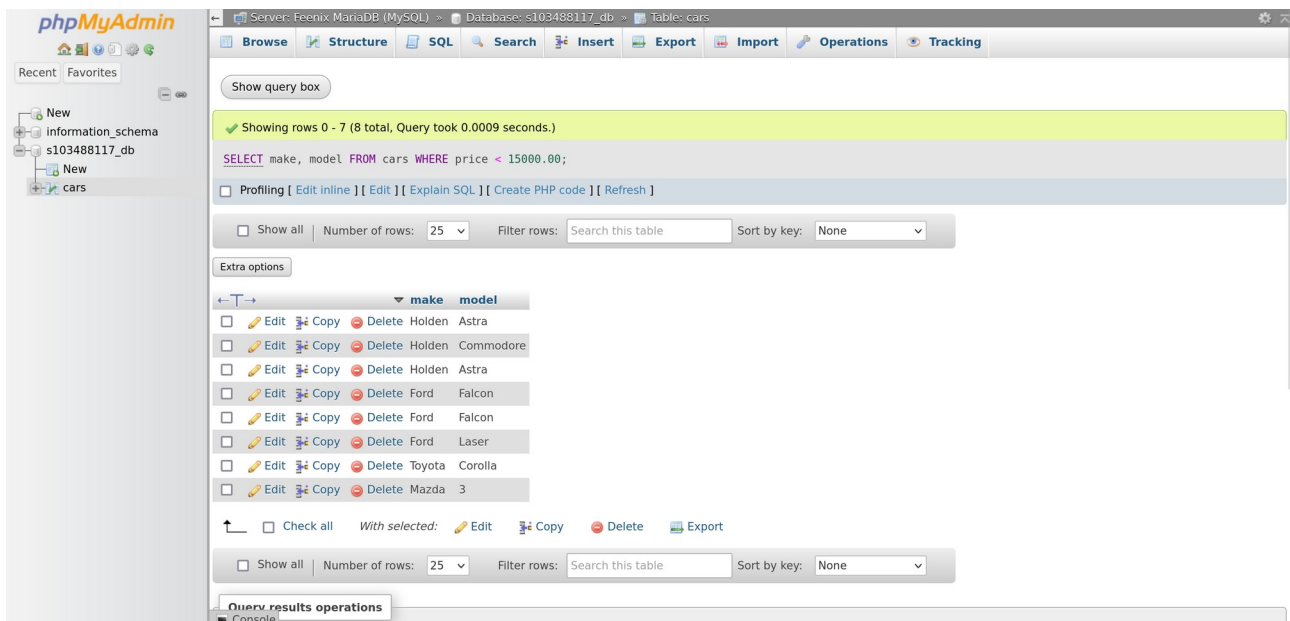 phpMyAdmin
Recent Favorites
New
information_schema
s103488117_db
New
cars
Server: Feenix MariaDB (MySQL) » Database: s103488117_db » Table: cars
Browse Structure SQL Search Insert Export Import Operations Tracking
Show query box
Showing rows 0 - 7 (8 total, Query took 0.0009 seconds.)
SELECT make, model FROM cars WHERE price < 15000.00;
Profiling [ Edit inline ] [ Edit ] [ Explain SQL ] [ Create PHP code ] [ Refresh ]
Show all | Number of rows: 25 Filter rows: Search this table Sort by key: None
Extra options
←T→ make model
Edit Copy Delete Holden Astra
Edit Copy Delete Holden Commodore
Edit Copy Delete Holden Astra
Edit Copy Delete Ford Falcon
Edit Copy Delete Ford Falcon
Edit Copy Delete Ford Laser
Edit Copy Delete Toyota Corolla
Edit Copy Delete Mazda 3
Check all With selected: Edit Copy Delete Export
Show all | Number of rows: 25 Filter rows: Search this table Sort by key: None
Query results operations
Console